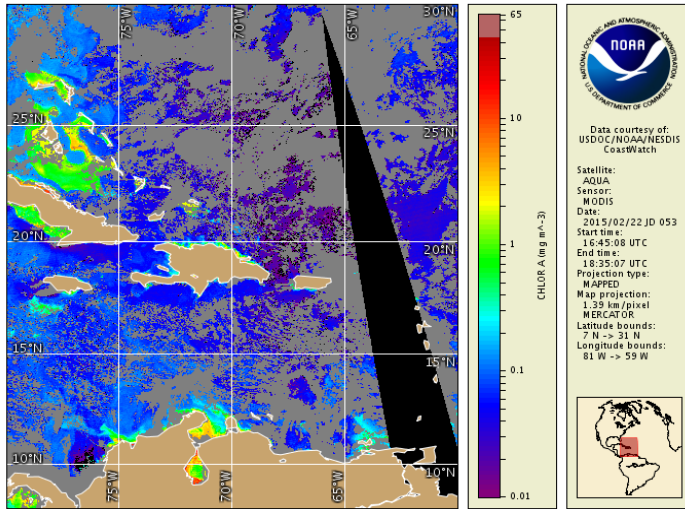 75°W
70°W
65°W
30°N
25°N
25°N
20°N
20°N
15°N
15°N
10°N
10°N
75°W
70°W
65°W
65
10
1
0.1
0.01
CHLOR A (mg m^-3)
NATIONAL OCEANIC AND ATMOSPHERIC ADMINISTRATION
NOAA
U.S. DEPARTMENT OF COMMERCE
Data courtesy of:
USDOC/NOAA/NESDIS
CoastWatch
Satellite:
AQUA
Sensor:
MODIS
Date:
2015/02/22 JD 053
Start time:
16:45:08 UTC
End time:
18:35:07 UTC
Projection type:
MAPPED
Map projection:
1.39 km/pixel
MERCATOR
Latitude bounds:
7 N -> 31 N
Longitude bounds:
81 W -> 59 W